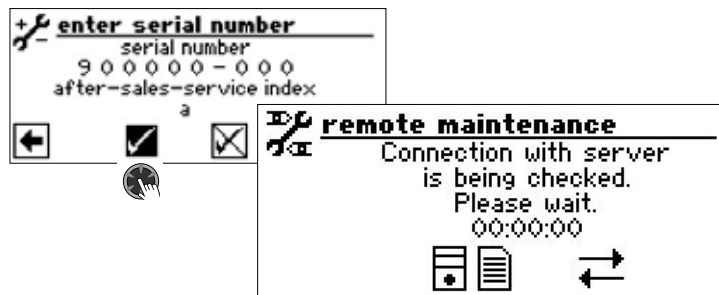 enter serial number
serial number
900000-000
after-sales-service index
a
remote maintenance
Connection with server
is being checked.
Please wait.
00:00:00